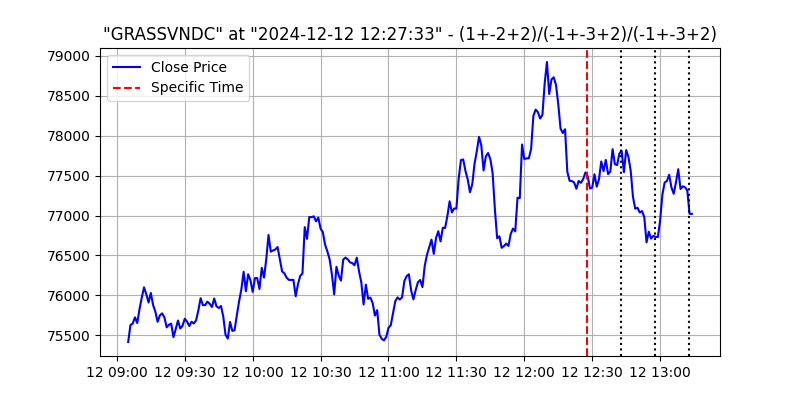 "GRASSVNDC" at "2024-12-12 12:27:33" - (1+-2+2)/(-1+-3+2)/(-1+-3+2)
Close Price
Specific Time
79000
78500
78000
77500
77000
76500
76000
75500
12 09:00 12 09:30 12 10:00 12 10:30 12 11:00 12 11:30 12 12:00 12 12:30 12 13:00